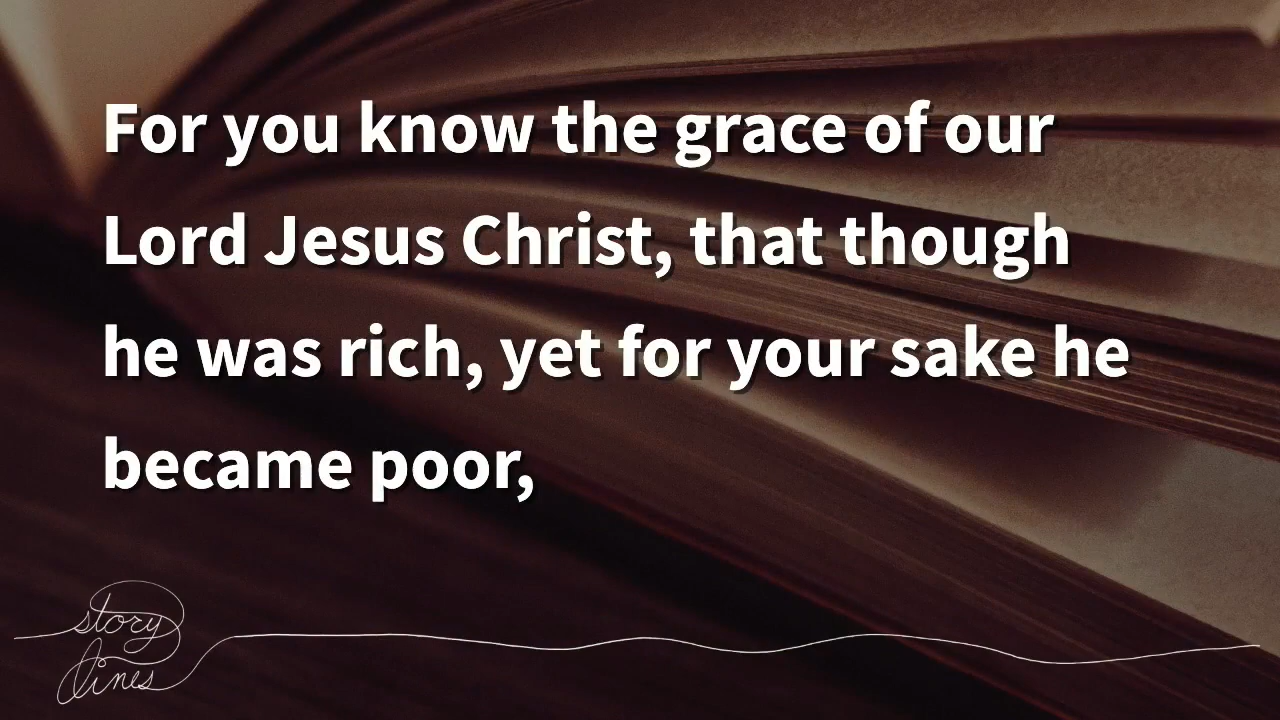 For you know the grace of our
Lord Jesus Christ, that though
he was rich, yet for your sake he
became poor,
story
lines